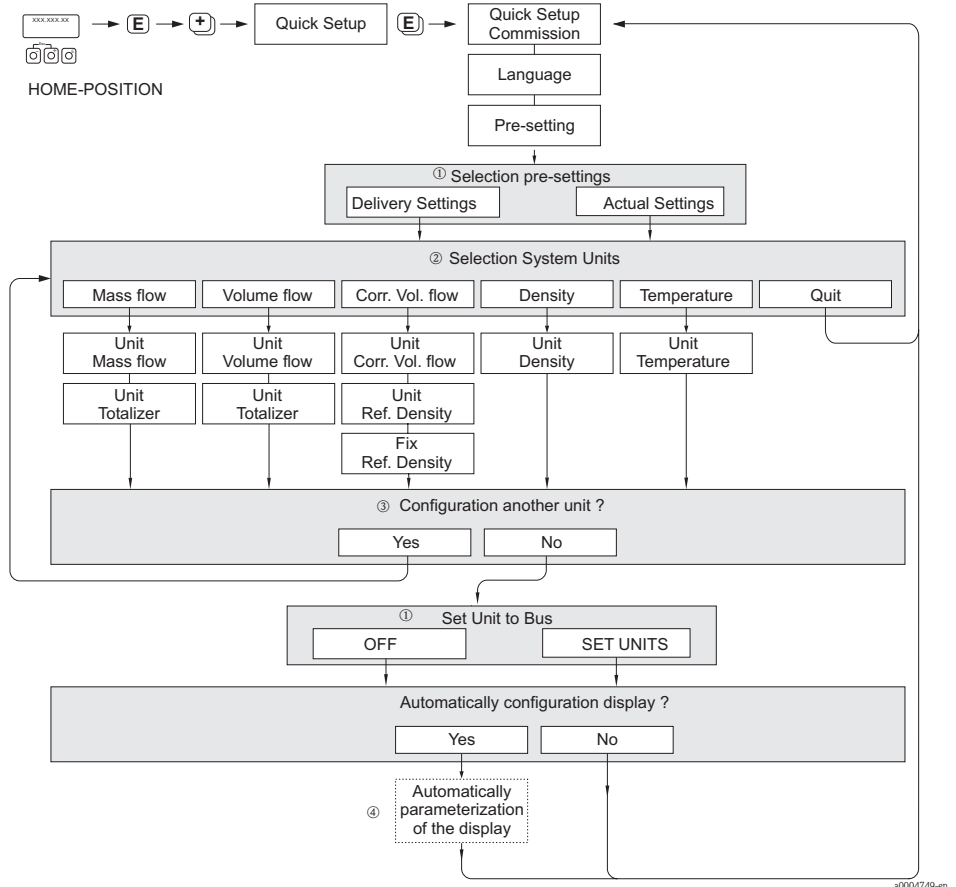 xxx.xxx.xx
E
+
Quick Setup
E
Quick Setup
Commission
HOME-POSITION
Language
Pre-setting
① Selection pre-settings
Delivery Settings
Actual Settings
② Selection System Units
Mass flow
Volume flow
Corr. Vol. flow
Density
Temperature
Quit
Unit
Mass flow
Unit
Volume flow
Unit
Corr. Vol. flow
Unit
Density
Unit
Temperature
Unit
Totalizer
Unit
Totalizer
Unit
Ref. Density
Fix
Ref. Density
③ Configuration another unit ?
Yes
No
① Set Unit to Bus
OFF
SET UNITS
Automatically configuration display ?
Yes
No
④
Automatically
parameterization
of the display
a0004749-en